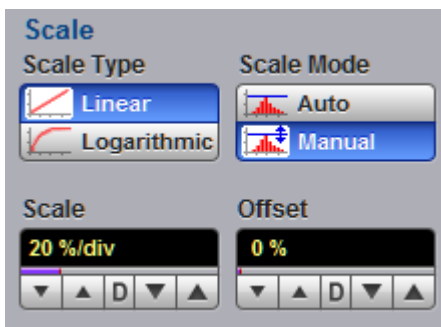 Scale
Scale Type
Scale Mode
Linear
Auto
Logarithmic
Manual
Scale
Offset
20 %/div
0 %
D
D